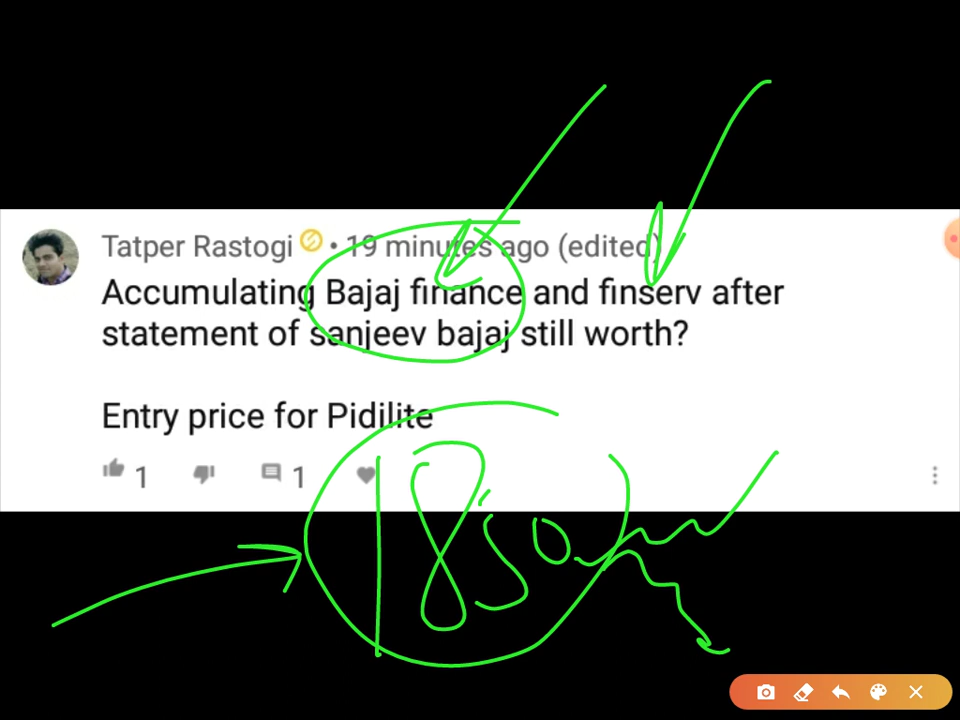 Tatper Rastogi • 19 minutes ago (edited)
Accumulating Bajaj finance and finserv after
statement of sanjeev bajaj still worth?
Entry price for Pidilite
1 1
1850